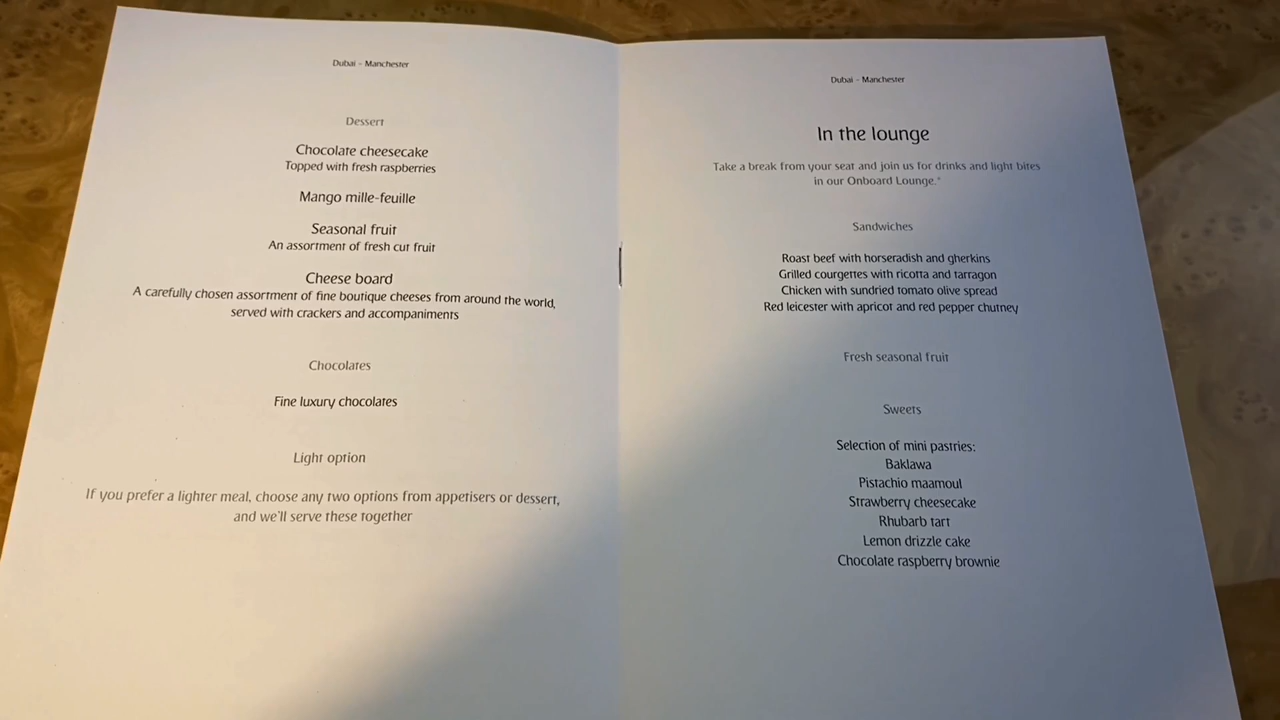 Dubai - Manchester
Dessert
Chocolate cheesecake
Topped with fresh raspberries
Mango mille-feuille
Seasonal fruit
An assortment of fresh cut fruit
Cheese board
A carefully chosen assortment of fine boutique cheeses from around the world,
served with crackers and accompaniments
Chocolates
Fine luxury chocolates
Light option
If you prefer a lighter meal, choose any two options from appetisers or dessert,
and we'll serve these together
Dubai - Manchester
In the lounge
Take a break from your seat and join us for drinks and light bites
in our Onboard Lounge.*
Sandwiches
Roast beef with horseradish and gherkins
Grilled courgettes with ricotta and tarragon
Chicken with sundried tomato olive spread
Red leicester with apricot and red pepper chutney
Fresh seasonal fruit
Sweets
Selection of mini pastries:
Baklawa
Pistachio maamoul
Strawberry cheesecake
Rhubarb tart
Lemon drizzle cake
Chocolate raspberry brownie